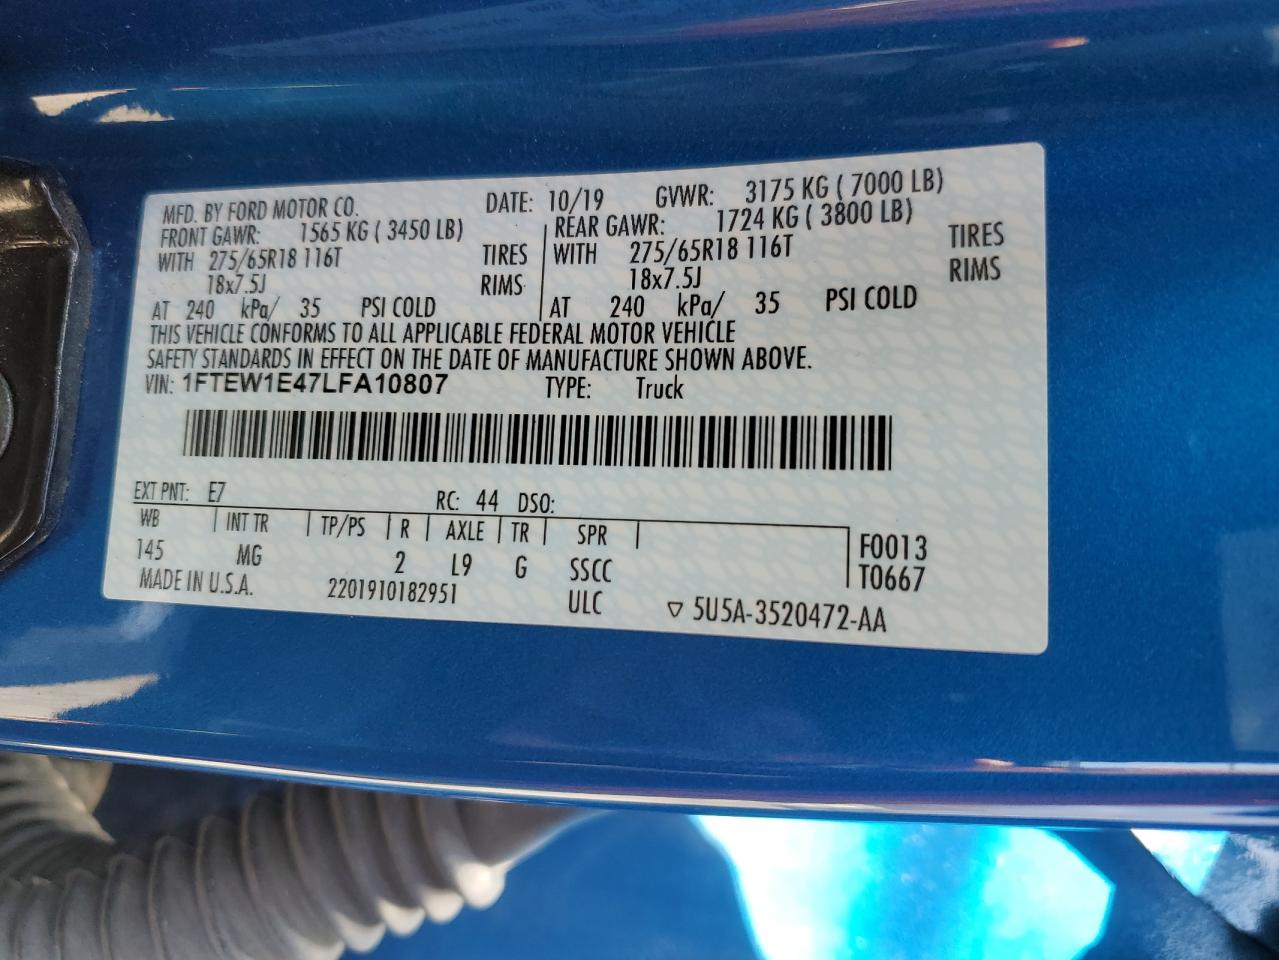 MFD. BY FORD MOTOR CO. DATE: 10/19 GVWR: 3175 KG ( 7000 LB)
FRONT GAWR: 1565 KG ( 3450 LB) REAR GAWR: 1724 KG ( 3800 LB)
WITH 275/65R18 116T TIRES WITH 275/65R18 116T TIRES
18x7.5J RIMS 18x7.5J RIMS
AT 240 kPa/ 35 PSI COLD AT 240 kPa/ 35 PSI COLD
THIS VEHICLE CONFORMS TO ALL APPLICABLE FEDERAL MOTOR VEHICLE
SAFETY STANDARDS IN EFFECT ON THE DATE OF MANUFACTURE SHOWN ABOVE.
VIN: 1FTEW1E47LFA10807 TYPE: Truck
EXT PNT: E7 RC: 44 DSO:
WB INT TR TP/PS R AXLE TR SPR F0013
145 MG 2 L9 G SSCC T0667
MADE IN U.S.A. 2201910182951 ULC ▽ 5U5A-3520472-AA